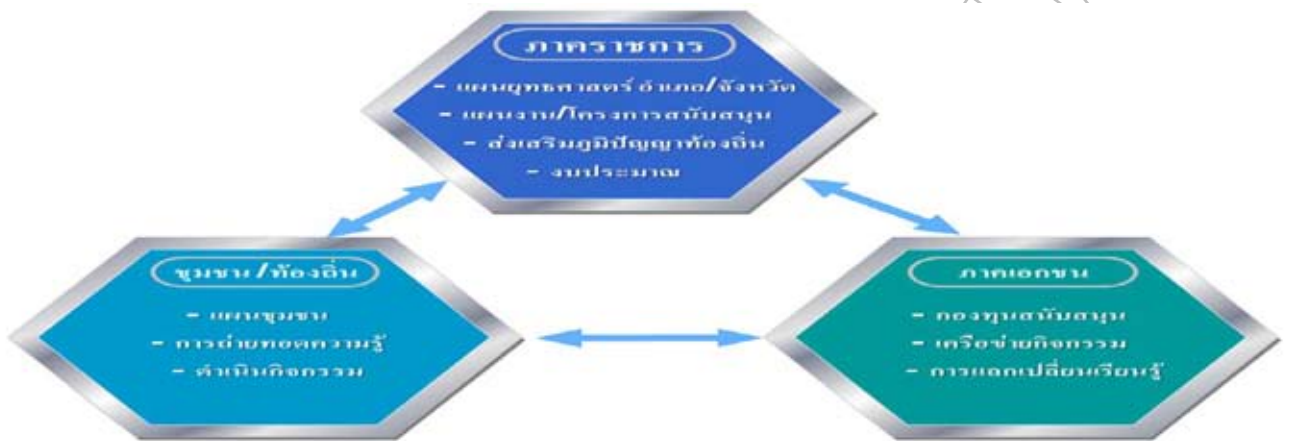 ภาคราชการ
- แผนยุทธศาสตร์ อำเภอ/จังหวัด
- แผนงาน/โครงการสนับสนุน
- ส่งเสริมภูมิปัญญาท้องถิ่น
- งบประมาณ
ชุมชน/ท้องถิ่น
- แผนชุมชน
- การถ่ายทอดความรู้
- ดำเนินกิจกรรม
ภาคเอกชน
- กองทุนสนับสนุน
- เครือข่ายกิจกรรม
- การแลกเปลี่ยนเรียนรู้